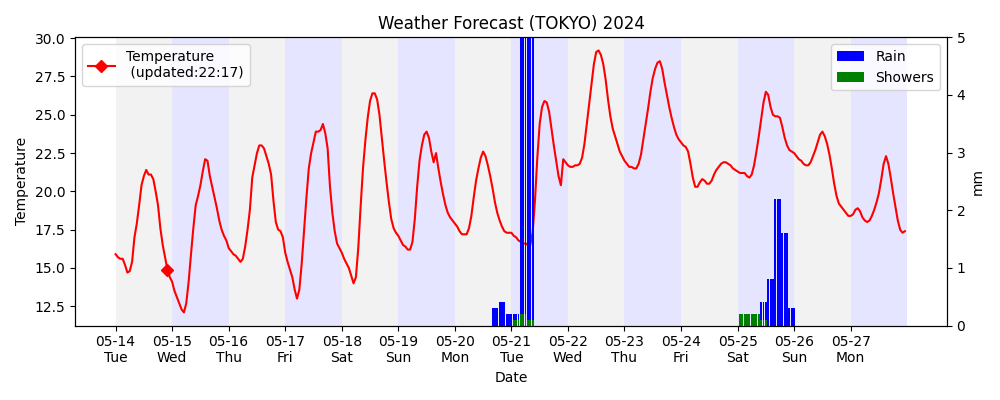 Weather Forecast (TOKYO) 2024
Temperature
(updated:22:17)
Rain
Showers
Temperature
30.0
27.5
25.0
22.5
20.0
17.5
15.0
12.5
5
4
3
2
1
0
mm
05-14 05-15 05-16 05-17 05-18 05-19 05-20 05-21 05-22 05-23 05-24 05-25 05-26 05-27
Tue Wed Thu Fri Sat Sun Mon Tue Wed Thu Fri Sat Sun Mon
Date